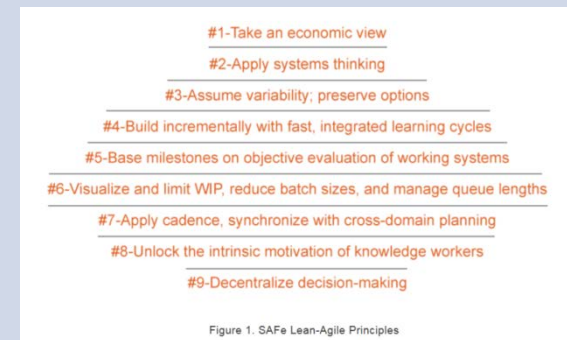 #1-Take an economic view
#2-Apply systems thinking
#3-Assume variability; preserve options
#4-Build incrementally with fast, integrated learning cycles
#5-Base milestones on objective evaluation of working systems
#6-Visualize and limit WIP, reduce batch sizes, and manage queue lengths
#7-Apply cadence, synchronize with cross-domain planning
#8-Unlock the intrinsic motivation of knowledge workers
#9-Decentralize decision-making
Figure 1. SAFe Lean-Agile Principles